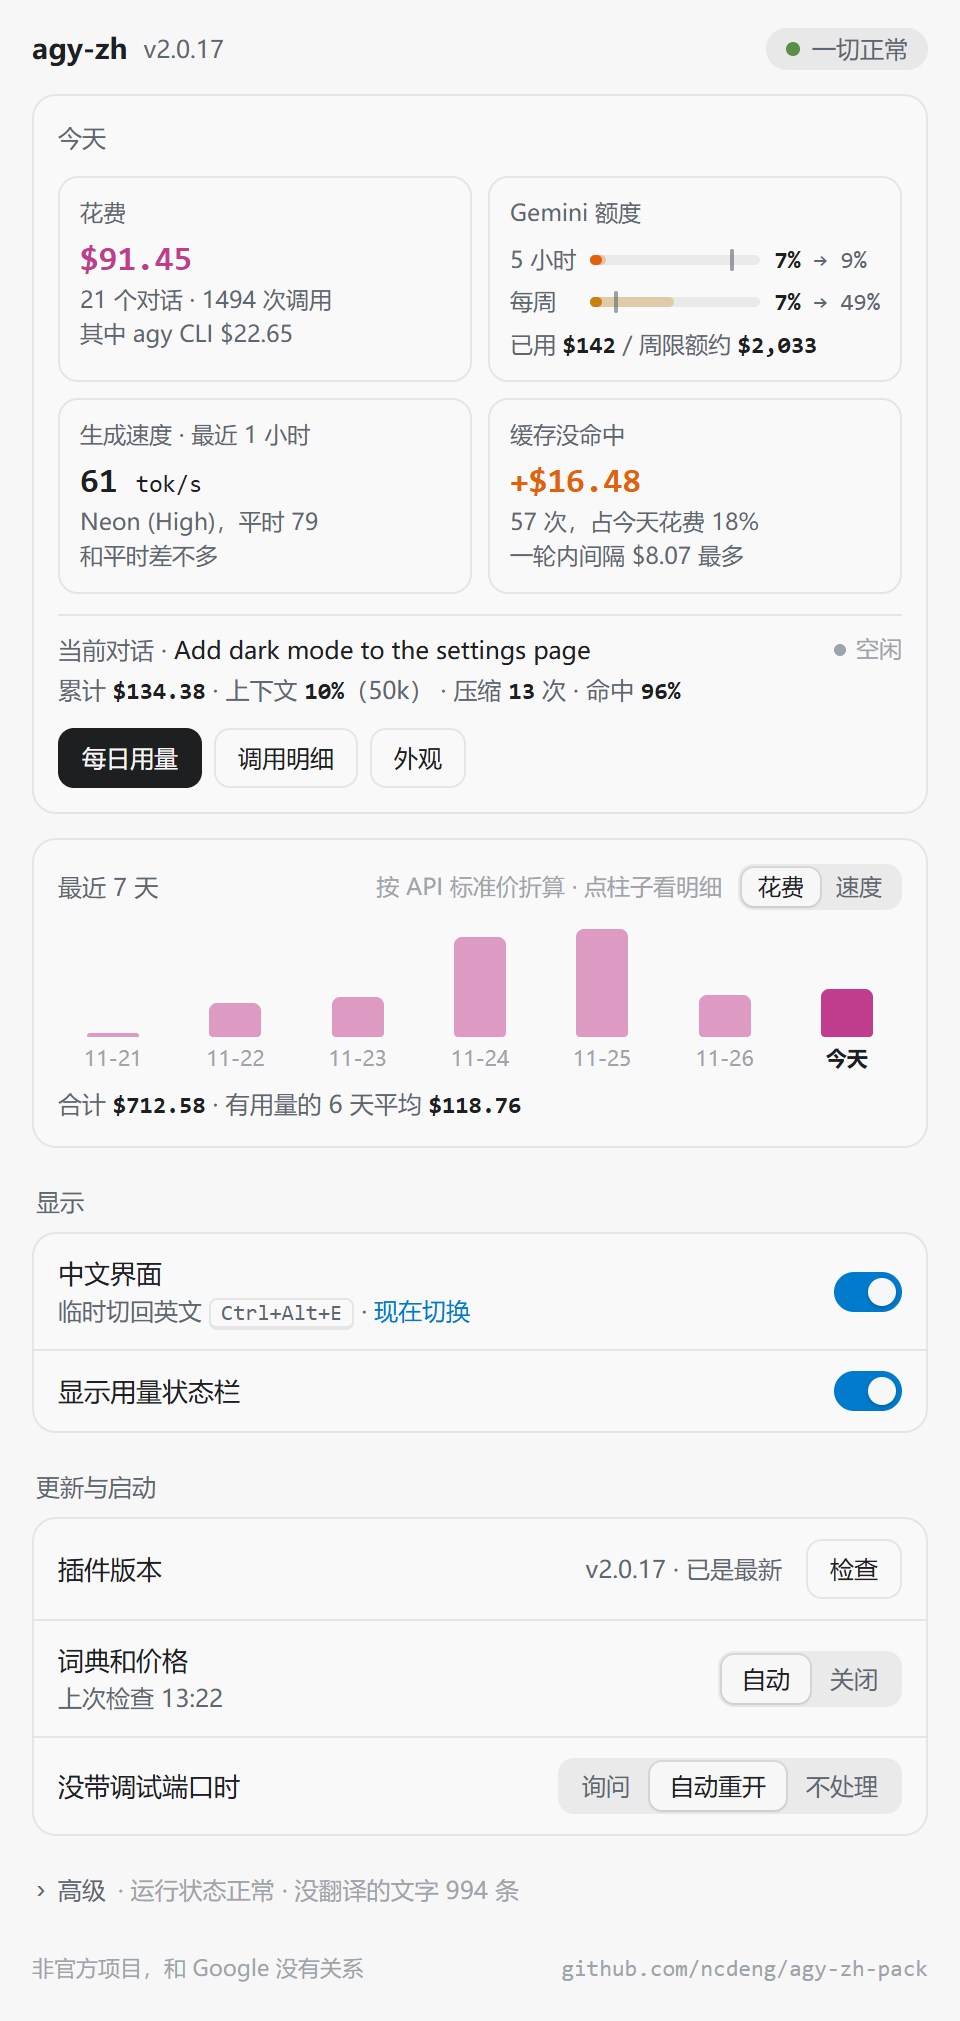 agy-zh v2.0.17
一切正常
今天
花费
$91.45
21 个对话 · 1494 次调用
其中 agy CLI $22.65
Gemini 额度
5 小时 7% → 9%
每周 7% → 49%
已用 $142 / 周限额约 $2,033
生成速度 · 最近 1 小时
61 tok/s
Neon (High)，平时 79
和平时差不多
缓存没命中
+$16.48
57 次，占今天花费 18%
一轮内间隔 $8.07 最多
当前对话 · Add dark mode to the settings page
空闲
累计 $134.38 · 上下文 10%（50k） · 压缩 13 次 · 命中 96%
每日用量 调用明细 外观
最近 7 天 按 API 标准价折算 · 点柱子看明细 花费 速度
11-21 11-22 11-23 11-24 11-25 11-26 今天
合计 $712.58 · 有用量的 6 天平均 $118.76
显示
中文界面
临时切回英文 Ctrl+Alt+E · 现在切换
显示用量状态栏
更新与启动
插件版本 v2.0.17 · 已是最新 检查
词典和价格
上次检查 13:22
自动 关闭
没带调试端口时 询问 自动重开 不处理
› 高级 · 运行状态正常 · 没翻译的文字 994 条
非官方项目，和 Google 没有关系 github.com/ncdeng/agy-zh-pack